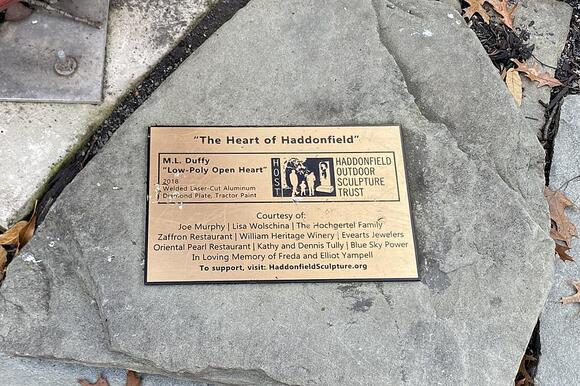 "The Heart of Haddonfield"
M.L. Duffy
"Low-Poly Open Heart"
2018
Welded Laser-Cut Aluminum
Diamond Plate, Tractor Paint
HOST
HADDONFIELD
OUTDOOR
SCULPTURE
TRUST
Courtesy of:
Joe Murphy | Lisa Wolschina | The Hochgertel Family
Zaffron Restaurant | William Heritage Winery | Evearts Jewelers
Oriental Pearl Restaurant | Kathy and Dennis Tully | Blue Sky Power
In Loving Memory of Freda and Elliot Yampell
To support, visit: HaddonfieldSculpture.org